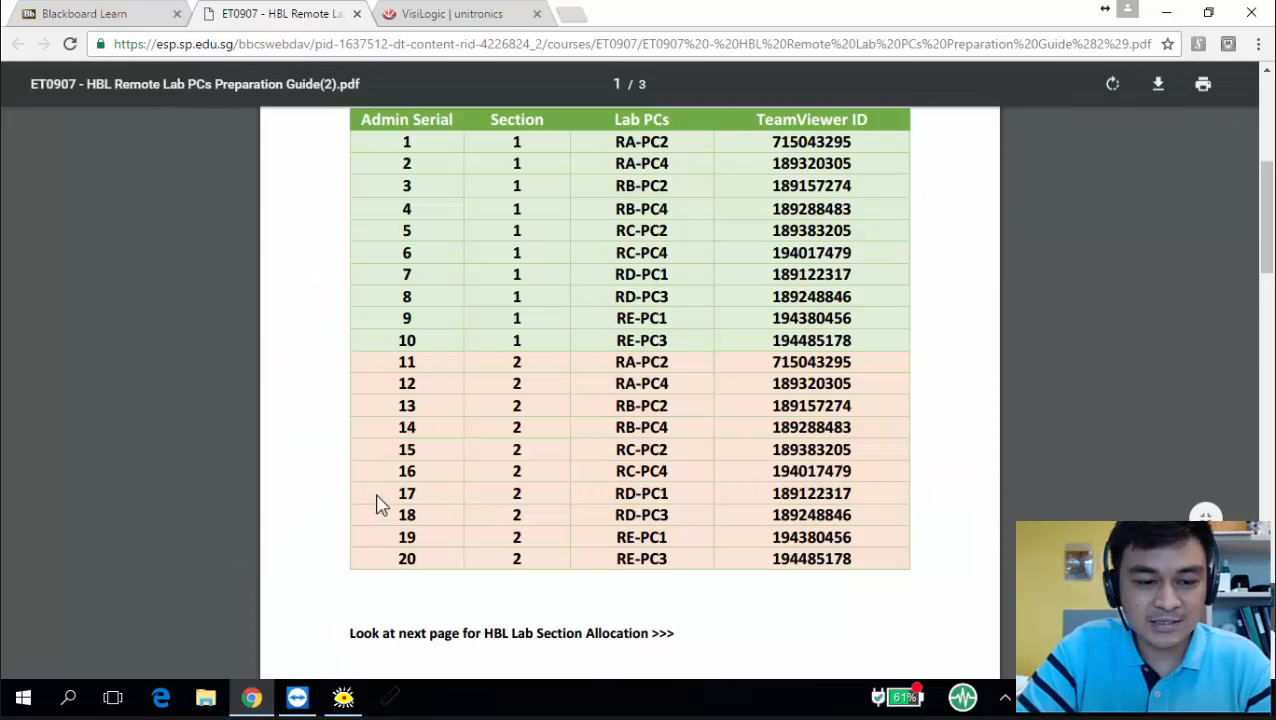 Blackboard Learn
ET0907 - HBL Remote La
VisiLogic | unitronics
https://esp.sp.edu.sg/bbcswebdav/pid-1637512-dt-content-rid-4226824_2/courses/ET0907/ET0907%20-%20HBL%20Remote%20Lab%20PCs%20Preparation%20Guide%282%29.pdf
ET0907 - HBL Remote Lab PCs Preparation Guide(2).pdf
1 / 3
Admin Serial Section Lab PCs TeamViewer ID
1 1 RA-PC2 715043295
2 1 RA-PC4 189320305
3 1 RB-PC2 189157274
4 1 RB-PC4 189288483
5 1 RC-PC2 189383205
6 1 RC-PC4 194017479
7 1 RD-PC1 189122317
8 1 RD-PC3 189248846
9 1 RE-PC1 194380456
10 1 RE-PC3 194485178
11 2 RA-PC2 715043295
12 2 RA-PC4 189320305
13 2 RB-PC2 189157274
14 2 RB-PC4 189288483
15 2 RC-PC2 189383205
16 2 RC-PC4 194017479
17 2 RD-PC1 189122317
18 2 RD-PC3 189248846
19 2 RE-PC1 194380456
20 2 RE-PC3 194485178
Look at next page for HBL Lab Section Allocation >>>
61%